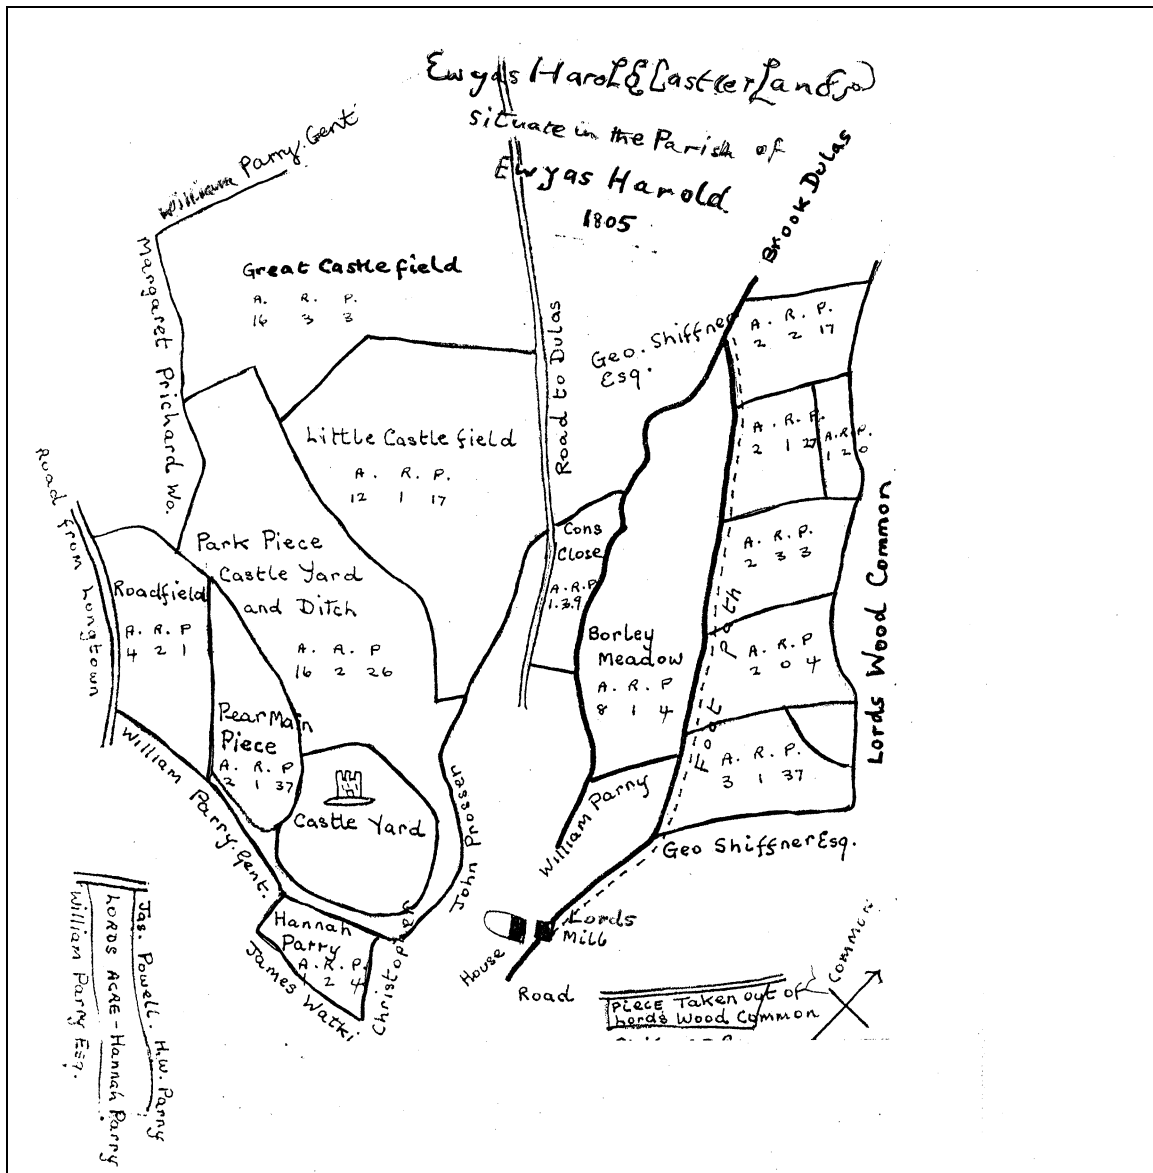 Ewyas Harold Castle Lands
situate in the Parish of
Ewyas Harold
1805
William Parry. Gent
Margaret Prichard Wo.
Great Castlefield
A. R. P.
16 3 3
Road to Dulas
Brook Dulas
Geo. Shiffner
Esq.
A. R. P.
2 2 17
Little Castlefield
A. R. P.
12 1 17
A. R. P.
2 1 27
A. R. P.
1 2 0
Road from Longtown
Park Piece
Castle Yard
and Ditch
A. R. P
16 2 26
Cons
Close
A. R. P
1. 3. 9
A. R. P.
2 3 3
Lords Wood Common
Roadfield
A. R. P
4 2 1
Borley
Meadow
A. R. P
8 1 4
Foot Path
A. R. P
2 0 4
Pear Main
Piece
A. R. P
2 1 37
A. R. P.
3 1 37
William Parry. Gent.
Castle Yard
John Prossen
William Parry
Geo Shiffner Esq.
Hannah
Parry
A. R. P.
1 2 4
James Watki
Christopher
House
Lords
Mill
Road
Piece Taken out of
Lords Wood Common
Common
Jas. Powell. H.W. Parry
LORDS ACRE - Hannah Parry
William Parry Esq.